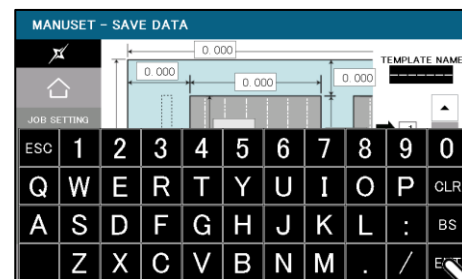 MANUSET - SAVE DATA
0. 000
0. 000
0. 000
0. 000
TEMPLATE NAME
-------
JOB SETTING
ESC 1 2 3 4 5 6 7 8 9 0
Q W E R T Y U I O P CLR
A S D F G H J K L : BS
Z X C V B N M . /